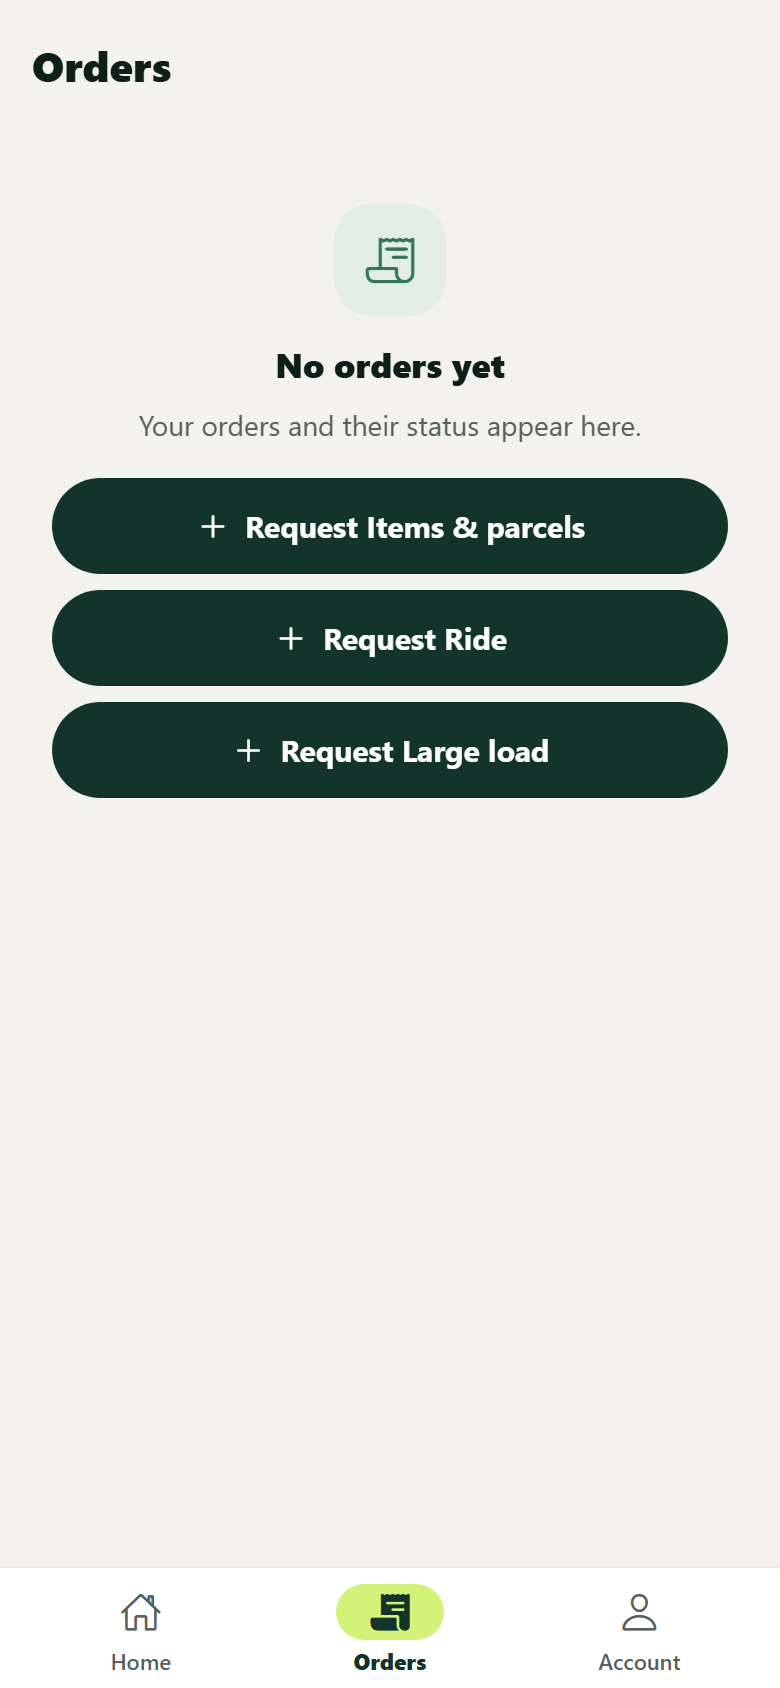 Orders
No orders yet
Your orders and their status appear here.
Request Items & parcels
Request Ride
Request Large load
Home
Orders
Account